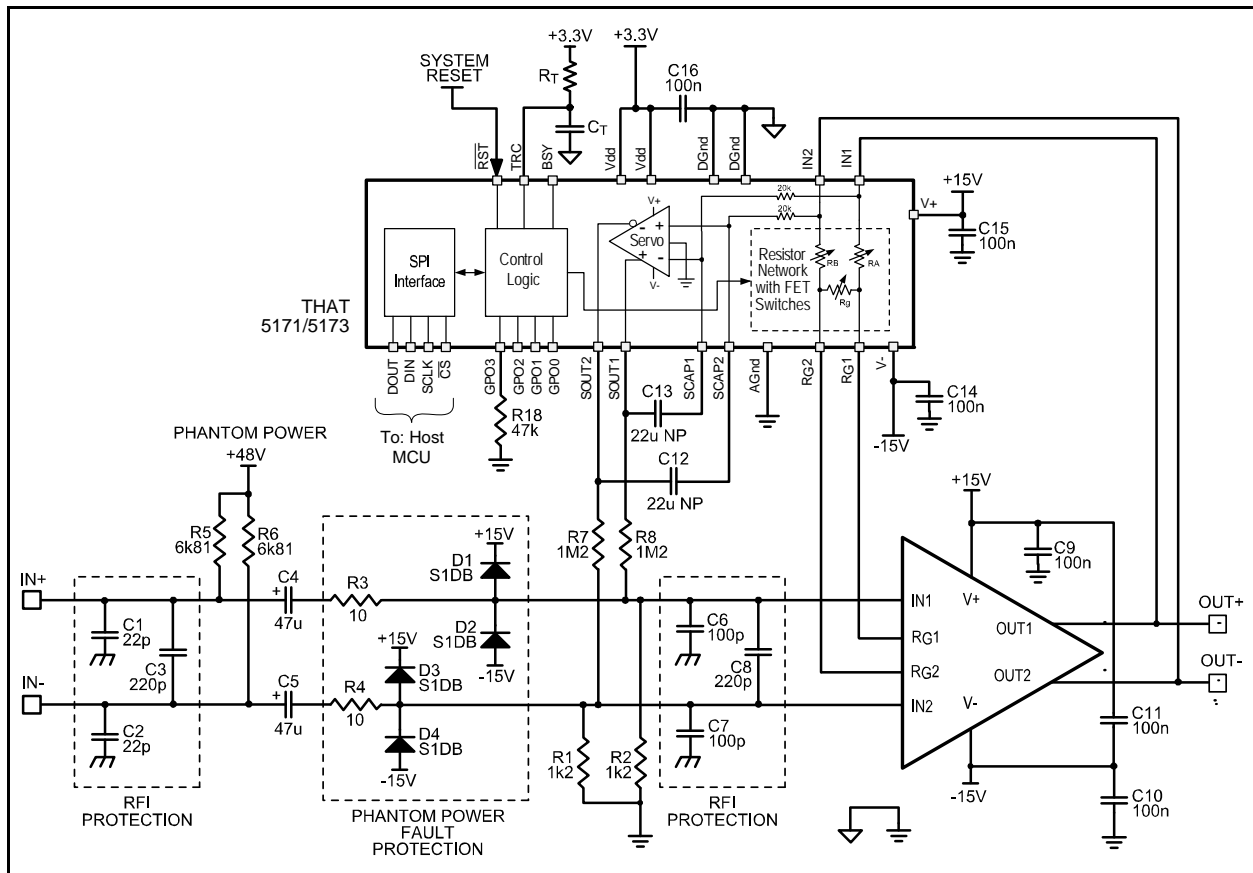 +3.3V
+3.3V
SYSTEM
RESET
RT
CT
C16
100n
RST
TRC
BSY
Vdd
Vdd
DGnd
DGnd
IN2
IN1
20k
20k
V+
+15V
C15
100n
SPI
Interface
Control
Logic
V+
-
+
Servo
+
-
V-
Resistor
Network
with FET
Switches
RB
RA
Rg
THAT
5171/5173
DOUT
DIN
SCLK
CS
GPO3
GPO2
GPO1
GPO0
SOUT2
SOUT1
SCAP1
SCAP2
AGnd
RG2
RG1
V-
To: Host
MCU
R18
47k
C13
22u NP
C12
22u NP
C14
100n
-15V
PHANTOM POWER
+48V
R5
6k81
R6
6k81
R7
1M2
R8
1M2
+15V
C9
100n
IN+
IN-
C1
22p
C3
220p
C2
22p
+
C4
47u
+
C5
47u
R3
10
R4
10
+15V
D1
S1DB
D2
S1DB
-15V
+15V
D3
S1DB
D4
S1DB
-15V
R1
1k2
R2
1k2
C6
100p
C8
220p
C7
100p
IN1
RG1
RG2
IN2
V+
V-
OUT1
OUT2
OUT+
OUT-
-15V
C11
100n
C10
100n
RFI
PROTECTION
PHANTOM POWER
FAULT
PROTECTION
RFI
PROTECTION